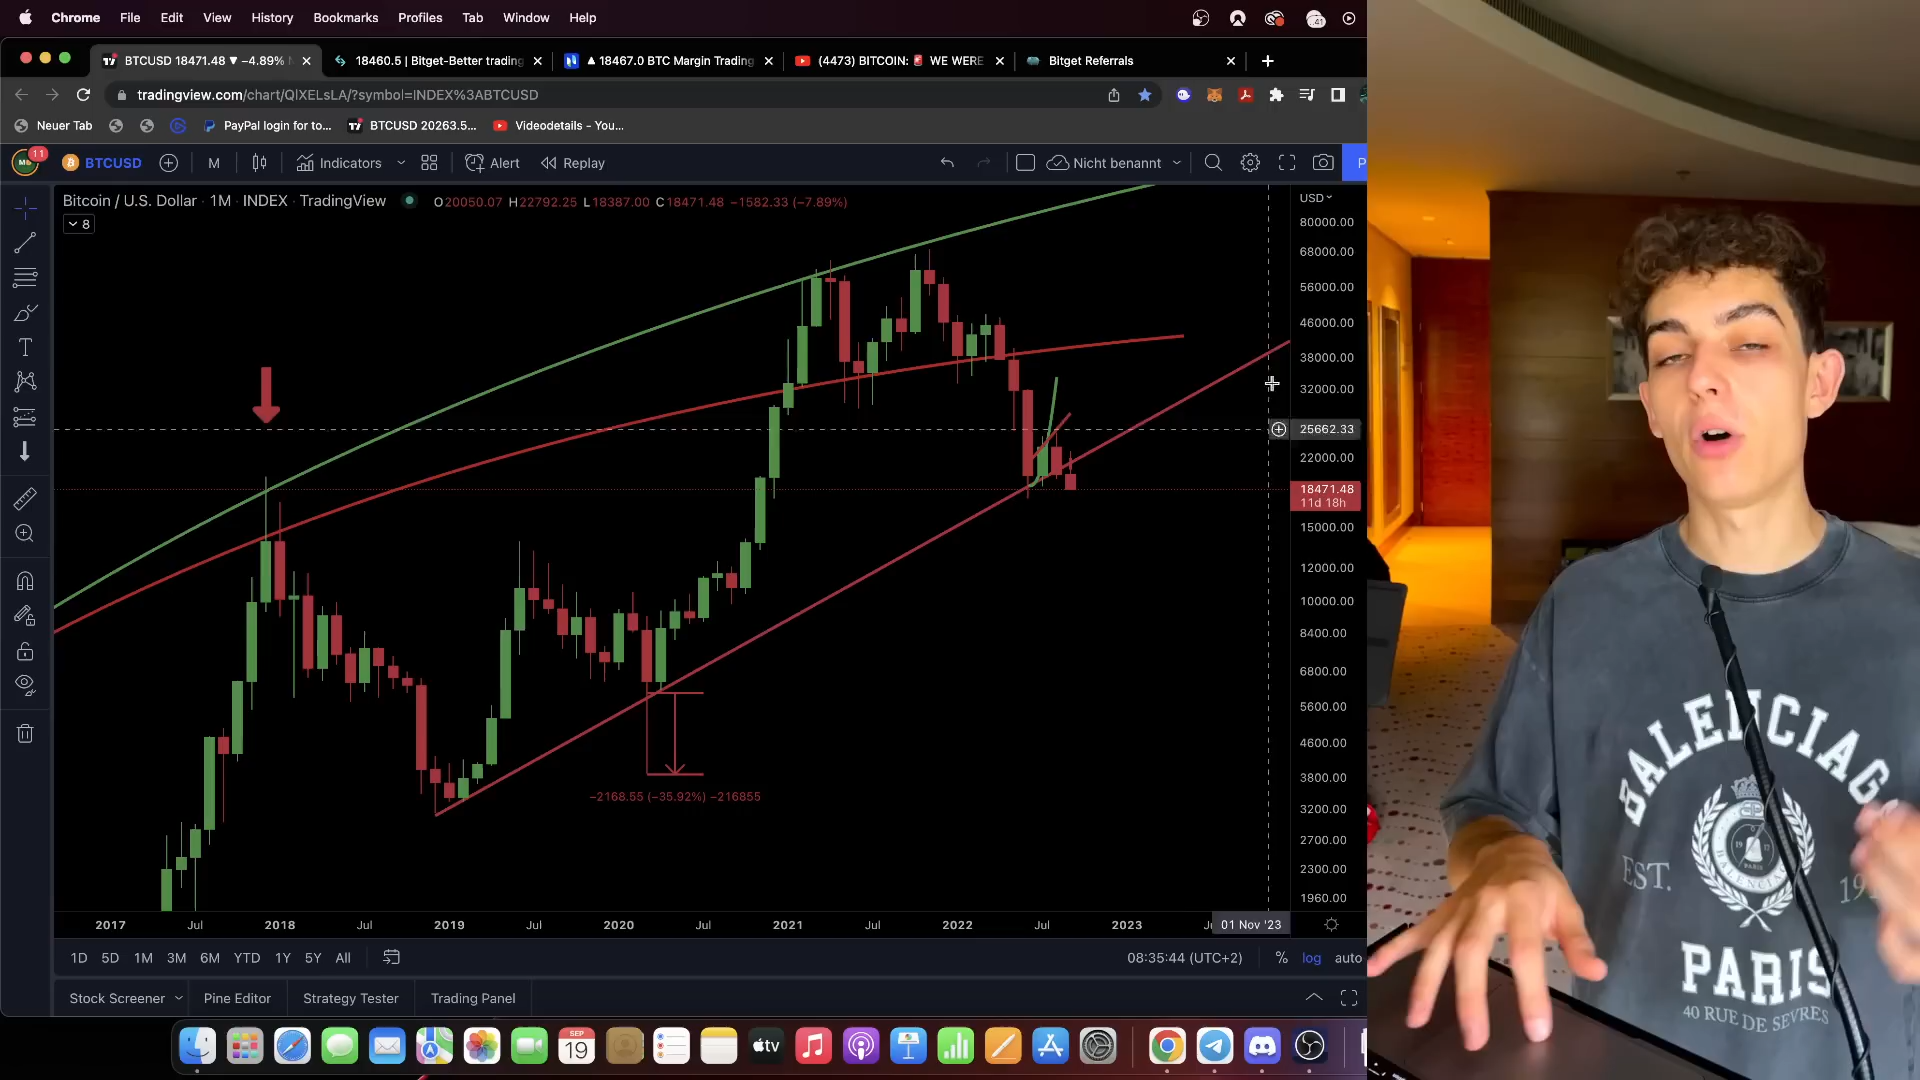 Chrome File Edit View History Bookmarks Profiles Tab Window Help
BTCUSD 18471.48 ▼ −4.89%
18460.5 | Bitget-Better trading
▲ 18467.0 BTC Margin Trading
(4473) BITCOIN: 🚨 WE WERE
Bitget Referrals
tradingview.com/chart/QIXELsLA/?symbol=INDEX%3ABTCUSD
Neuer Tab
PayPal login for to...
BTCUSD 20263.5...
Videodetails - You...
11
BTCUSD
M
Indicators
Alert
Replay
Nicht benannt
Bitcoin / U.S. Dollar · 1M · INDEX · TradingView
O20050.07 H22792.25 L18387.00 C18471.48 −1582.33 (−7.89%)
8
USD
80000.00
68000.00
56000.00
46000.00
38000.00
32000.00
25662.33
22000.00
18471.48
11d 18h
15000.00
12000.00
10000.00
8400.00
6800.00
5600.00
4600.00
3800.00
3200.00
2700.00
2300.00
1960.00
−2168.55 (−35.92%) −216855
2017 Jul 2018 Jul 2019 Jul 2020 Jul 2021 Jul 2022 Jul 2023
01 Nov '23
1D 5D 1M 3M 6M YTD 1Y 5Y All
08:35:44 (UTC+2)
% log auto
Stock Screener
Pine Editor
Strategy Tester
Trading Panel
SEP
19
tv
BALENCIAG
EST.
PARIS
40 RUE DE SEVRES